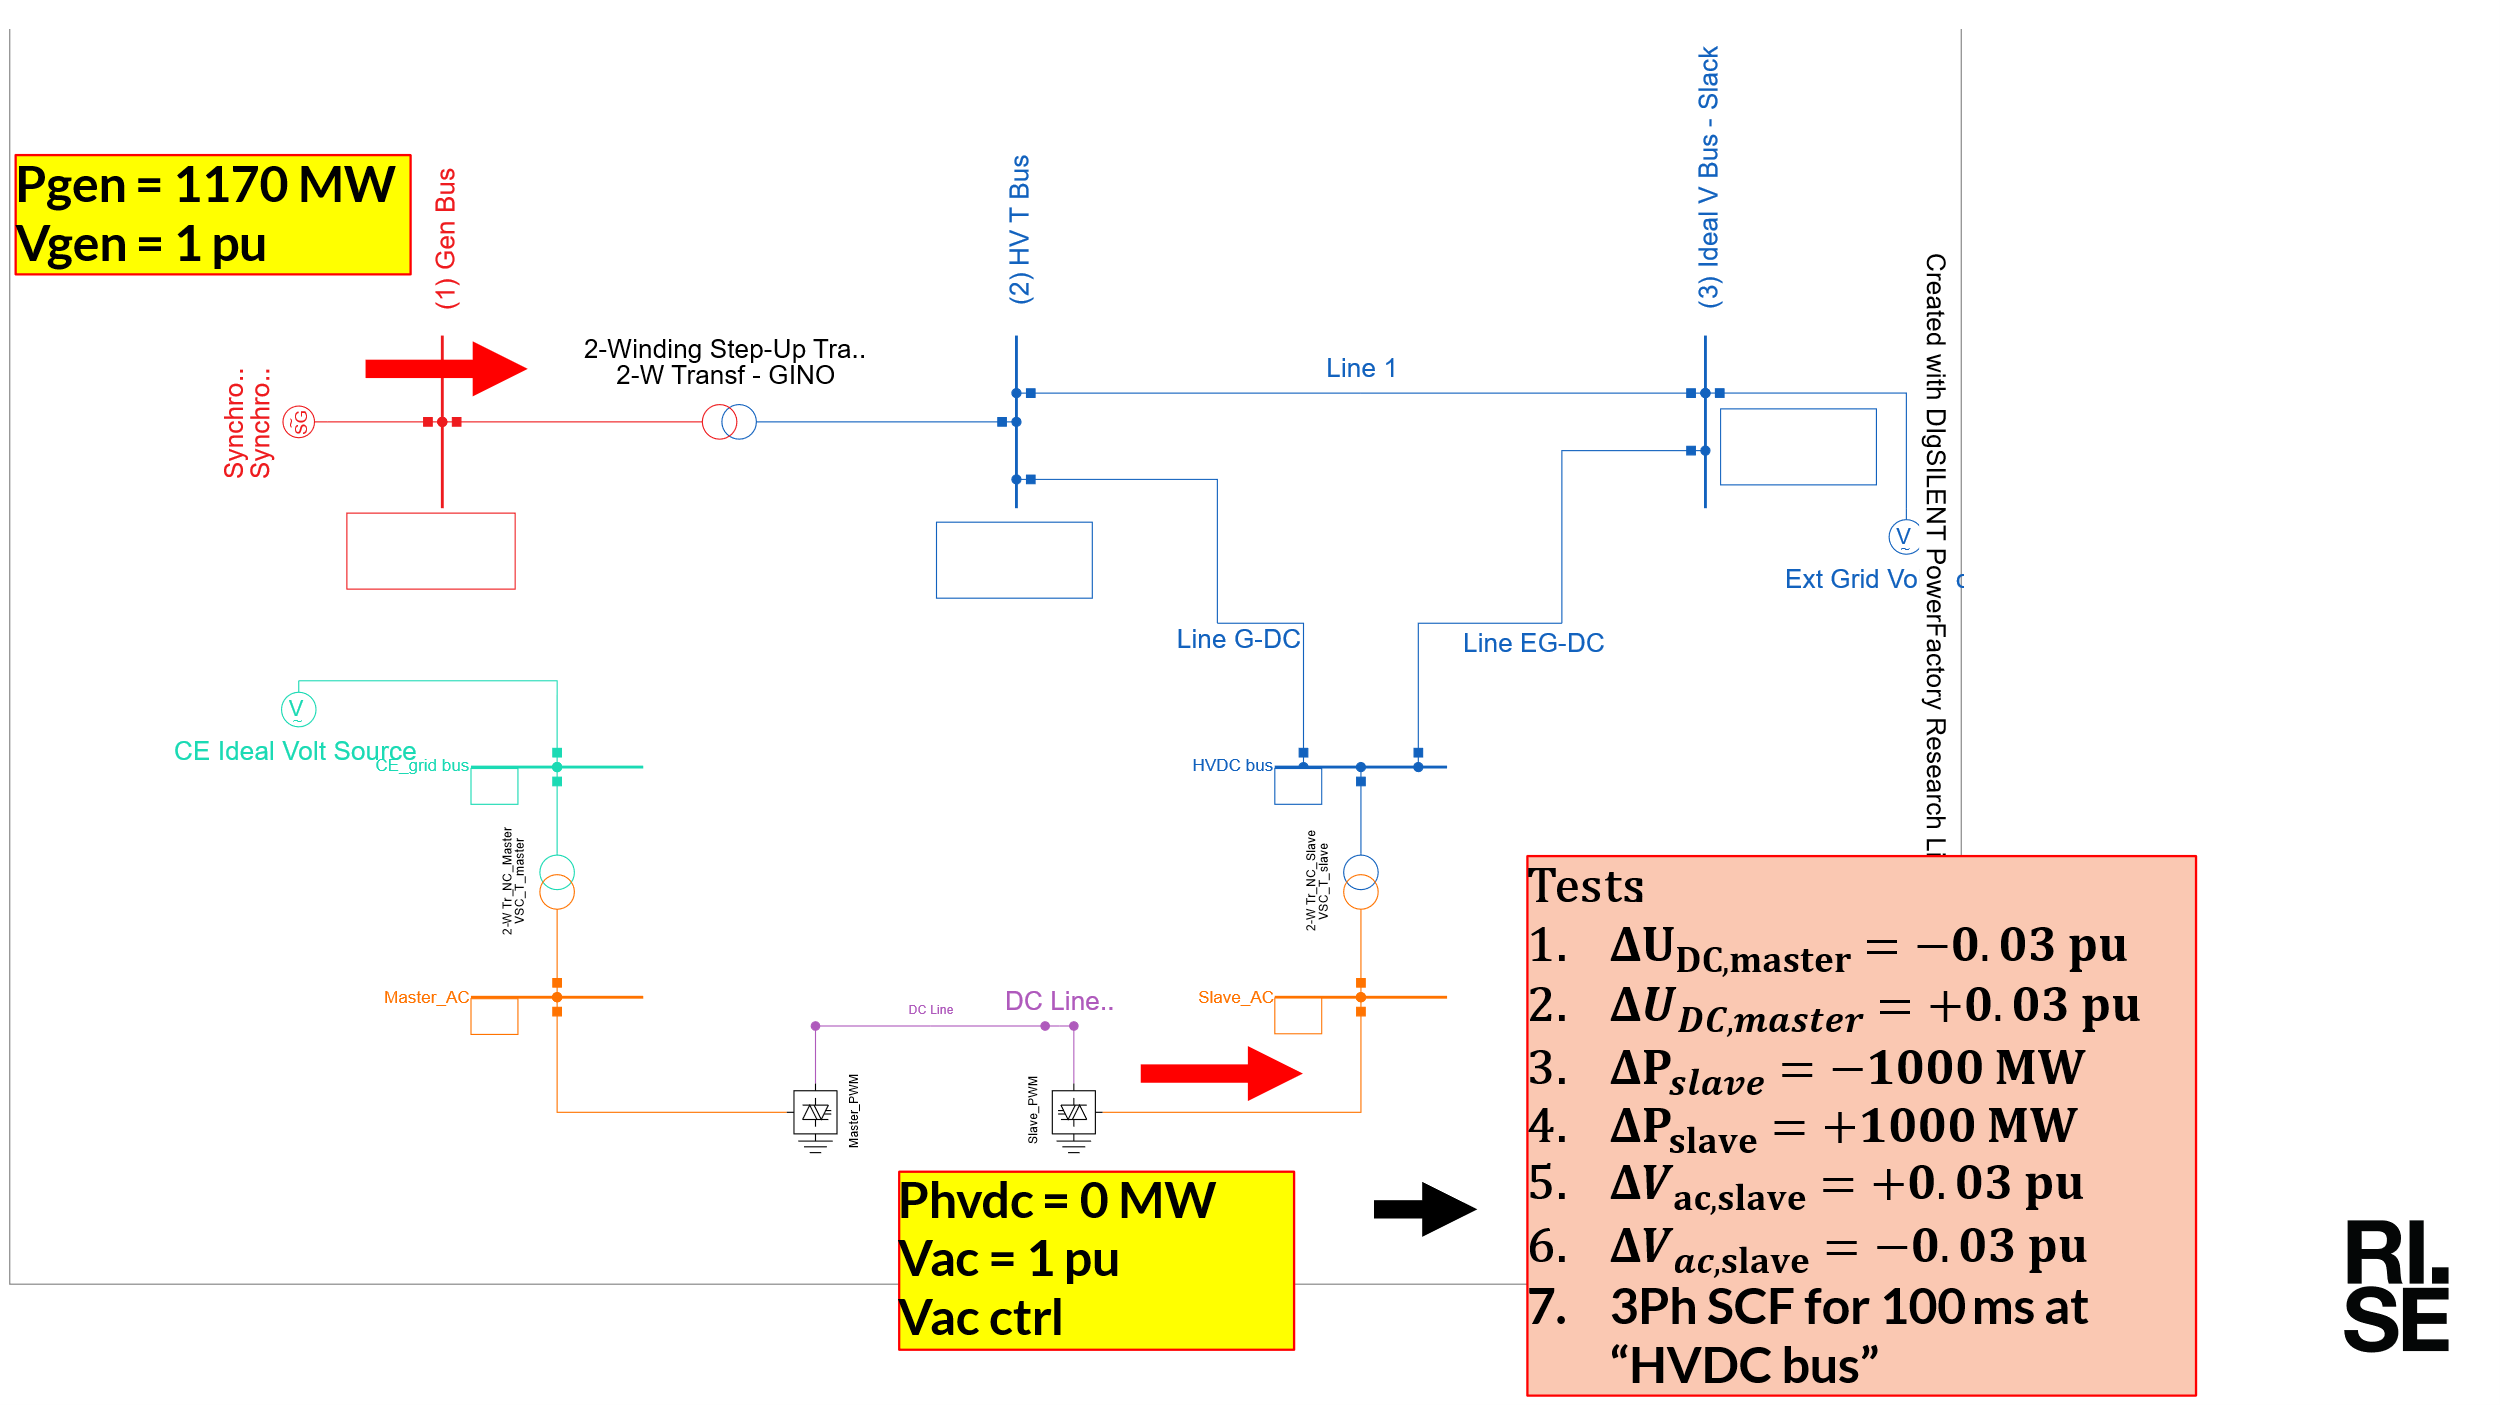 Pgen = 1170 MW
Vgen = 1 pu
(1) Gen Bus
(2) HV T Bus
(3) Ideal V Bus - Slack
Created with DIgSILENT PowerFactory Research Li
Synchro..
Synchro..
SG
~
2-Winding Step-Up Tra..
2-W Transf - GINO
Line 1
V
~
Ext Grid Vo
Line G-DC
Line EG-DC
V
~
CE Ideal Volt Source
CE_grid bus
HVDC bus
2-W Tr_NC_Master
VSC_T_master
2-W Tr_NC_Slave
VSC_T_slave
Master_AC
DC Line
DC Line..
Slave_AC
Master_PWM
Slave_PWM
Phvdc = 0 MW
Vac = 1 pu
Vac ctrl
Tests
1. ΔU_DC,master = −0.03 pu
2. ΔU_DC,master = +0.03 pu
3. ΔP_slave = −1000 MW
4. ΔP_slave = +1000 MW
5. ΔV_ac,slave = +0.03 pu
6. ΔV_ac,slave = −0.03 pu
7. 3Ph SCF for 100 ms at
“HVDC bus”
RI.
SE